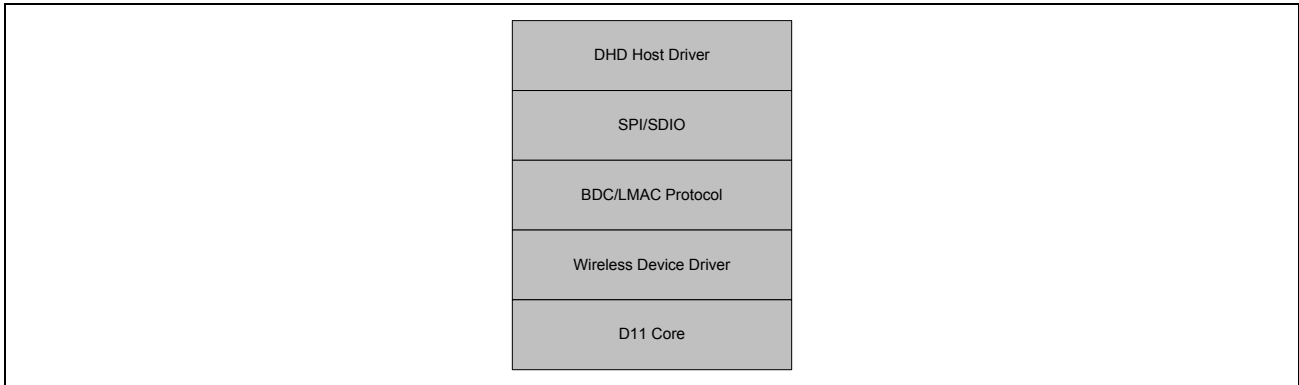 DHD Host Driver
SPI/SDIO
BDC/LMAC Protocol
Wireless Device Driver
D11 Core